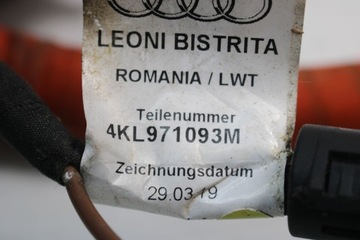 LEONI BISTRITA
ROMANIA / LWT
Teilenummer
4KL971093M
Zeichnungsdatum
29.03.19